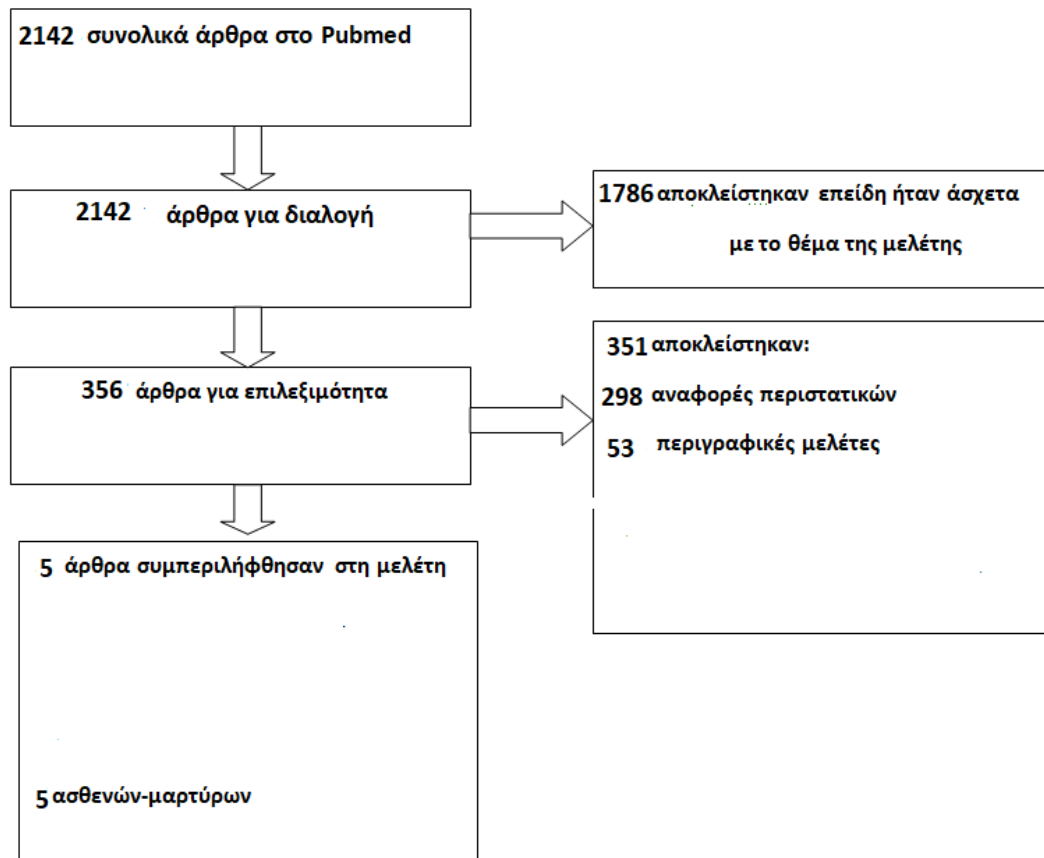 2142 συνολικά άρθρα στο Pubmed
2142 άρθρα για διαλογή
1786 αποκλείστηκαν επείδη ήταν άσχετα
με το θέμα της μελέτης
356 άρθρα για επιλεξιμότητα
351 αποκλείστηκαν:
298 αναφορές περιστατικών
53 περιγραφικές μελέτες
5 άρθρα συμπεριλήφθησαν στη μελέτη
5 ασθενών-μαρτύρων